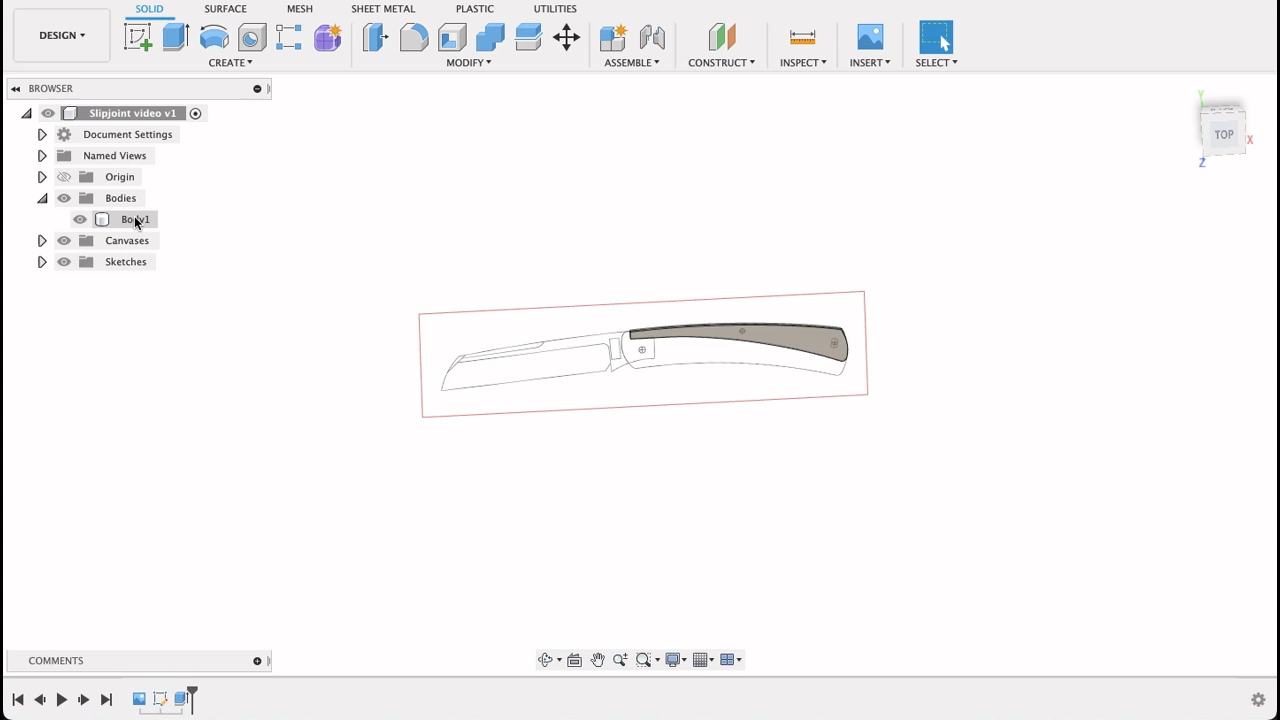 SOLID SURFACE MESH SHEET METAL PLASTIC UTILITIES
DESIGN
CREATE MODIFY ASSEMBLE CONSTRUCT INSPECT INSERT SELECT
BROWSER
Slipjoint video v1
Document Settings
Named Views
Origin
Bodies
Body1
Canvases
Sketches
Y
TOP
X
Z
COMMENTS